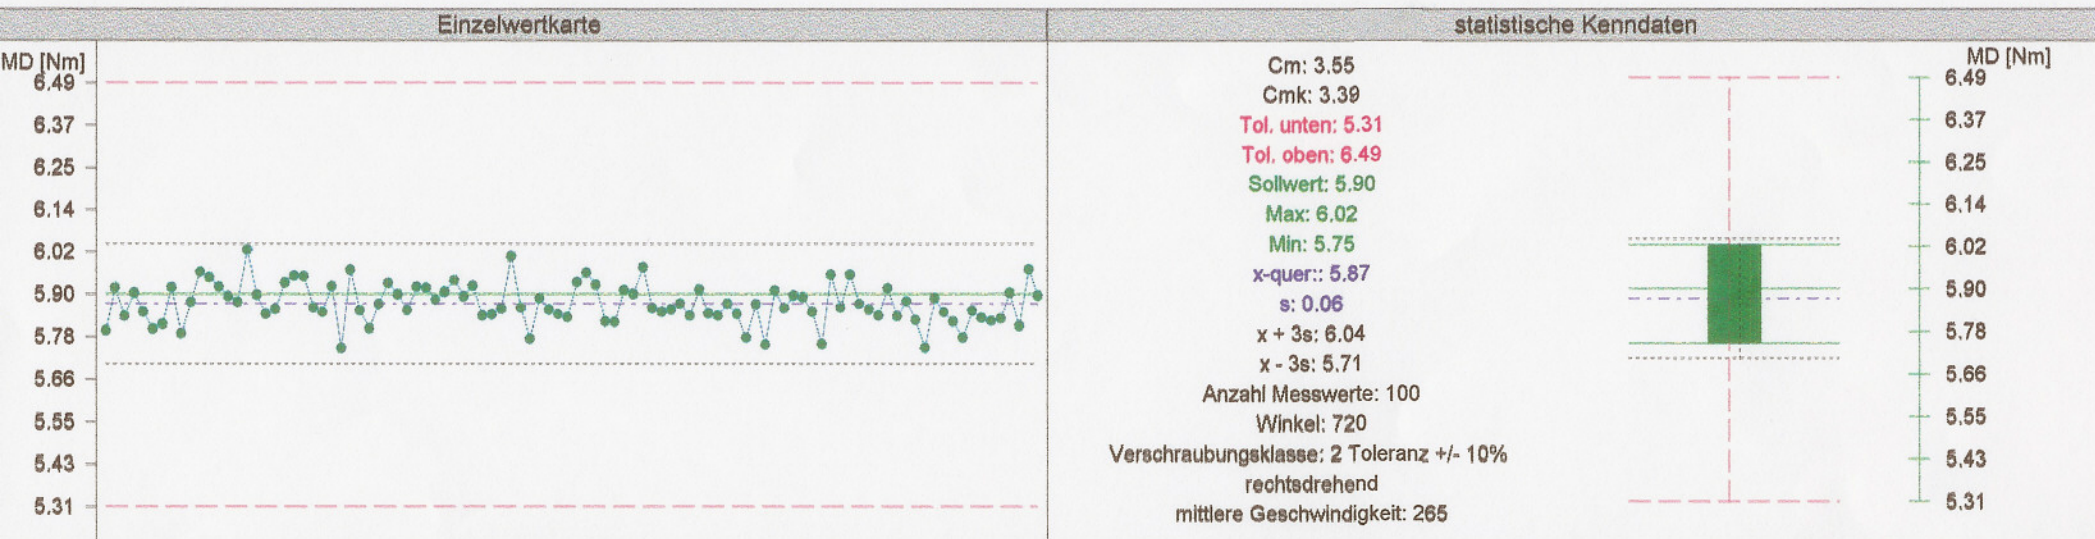 Einzelwertkarte
statistische Kenndaten
MD [Nm]
6.49
6.37
6.25
6.14
6.02
5.90
5.78
5.66
5.55
5.43
5.31
Cm: 3.55
Cmk: 3.39
Tol. unten: 5.31
Tol. oben: 6.49
Sollwert: 5.90
Max: 6.02
Min: 5.75
x-quer:: 5.87
s: 0.06
x + 3s: 6.04
x - 3s: 5.71
Anzahl Messwerte: 100
Winkel: 720
Verschraubungsklasse: 2 Toleranz +/- 10%
rechtsdrehend
mittlere Geschwindigkeit: 265
MD [Nm]
6.49
6.37
6.25
6.14
6.02
5.90
5.78
5.66
5.55
5.43
5.31